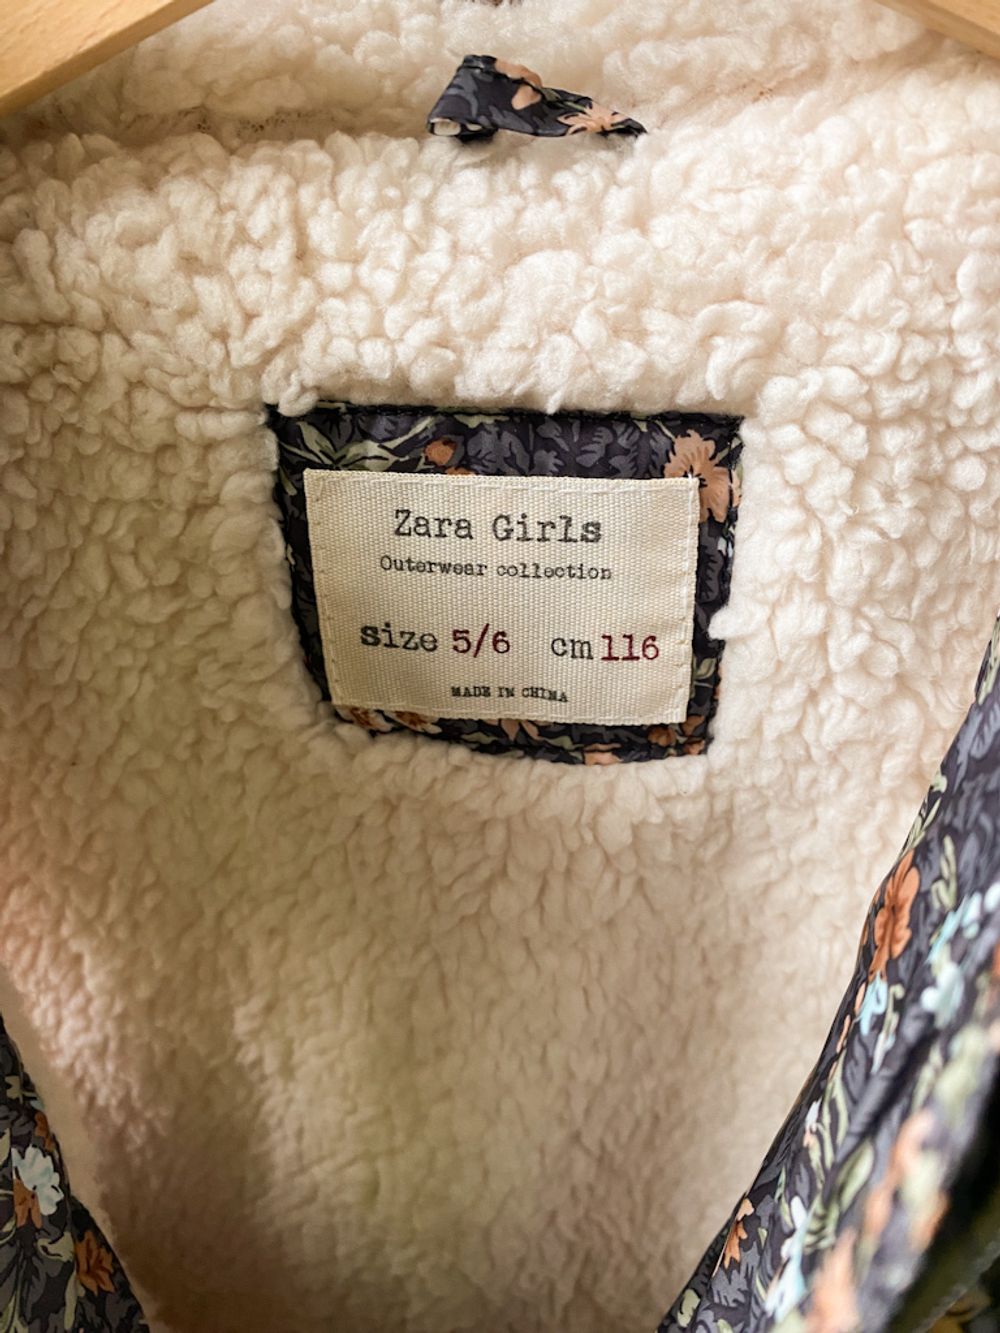 Zara Girls
Outerwear collection
Size 5/6 cm 116
MADE IN CHINA